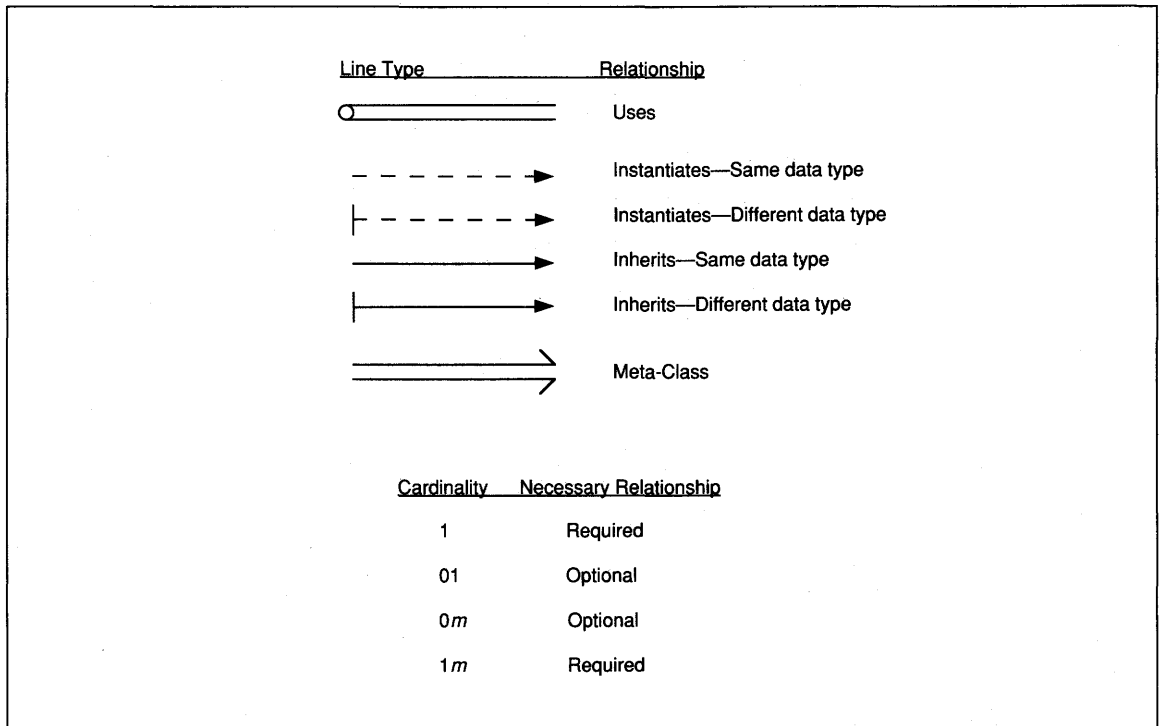 Line Type Relationship
Uses
Instantiates—Same data type
Instantiates—Different data type
Inherits—Same data type
Inherits—Different data type
Meta-Class
Cardinality Necessary Relationship
1 Required
01 Optional
0m Optional
1m Required